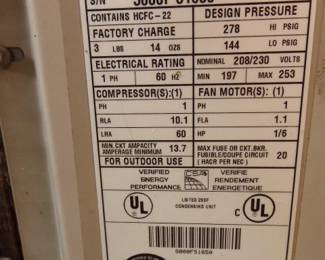 S/N
CONTAINS HCFC-22 DESIGN PRESSURE
FACTORY CHARGE 278 HI PSIG
3 LBS 14 OZS 144 LO PSIG
ELECTRICAL RATING NOMINAL 208/230 VOLTS
1 PH 60 HZ MIN 197 MAX 253
COMPRESSOR(S):(1) FAN MOTOR(S):(1)
PH 1 PH 1
RLA 10.1 FLA 1.1
LRA 60 HP 1/6
MIN.CKT AMPACITY 13.7 MAX FUSE OR CKT.BKR. 20
AMPERAGE MINIMUM FUSIBLE/COUPE CIRCUIT
FOR OUTDOOR USE (HACR PER NEC)
VERIFIED VERIFIE
ENERGY RENDEMENT
PERFORMANCE ENERGETIQUE
UL C UL
LISTED 296F
CONDENSING UNIT